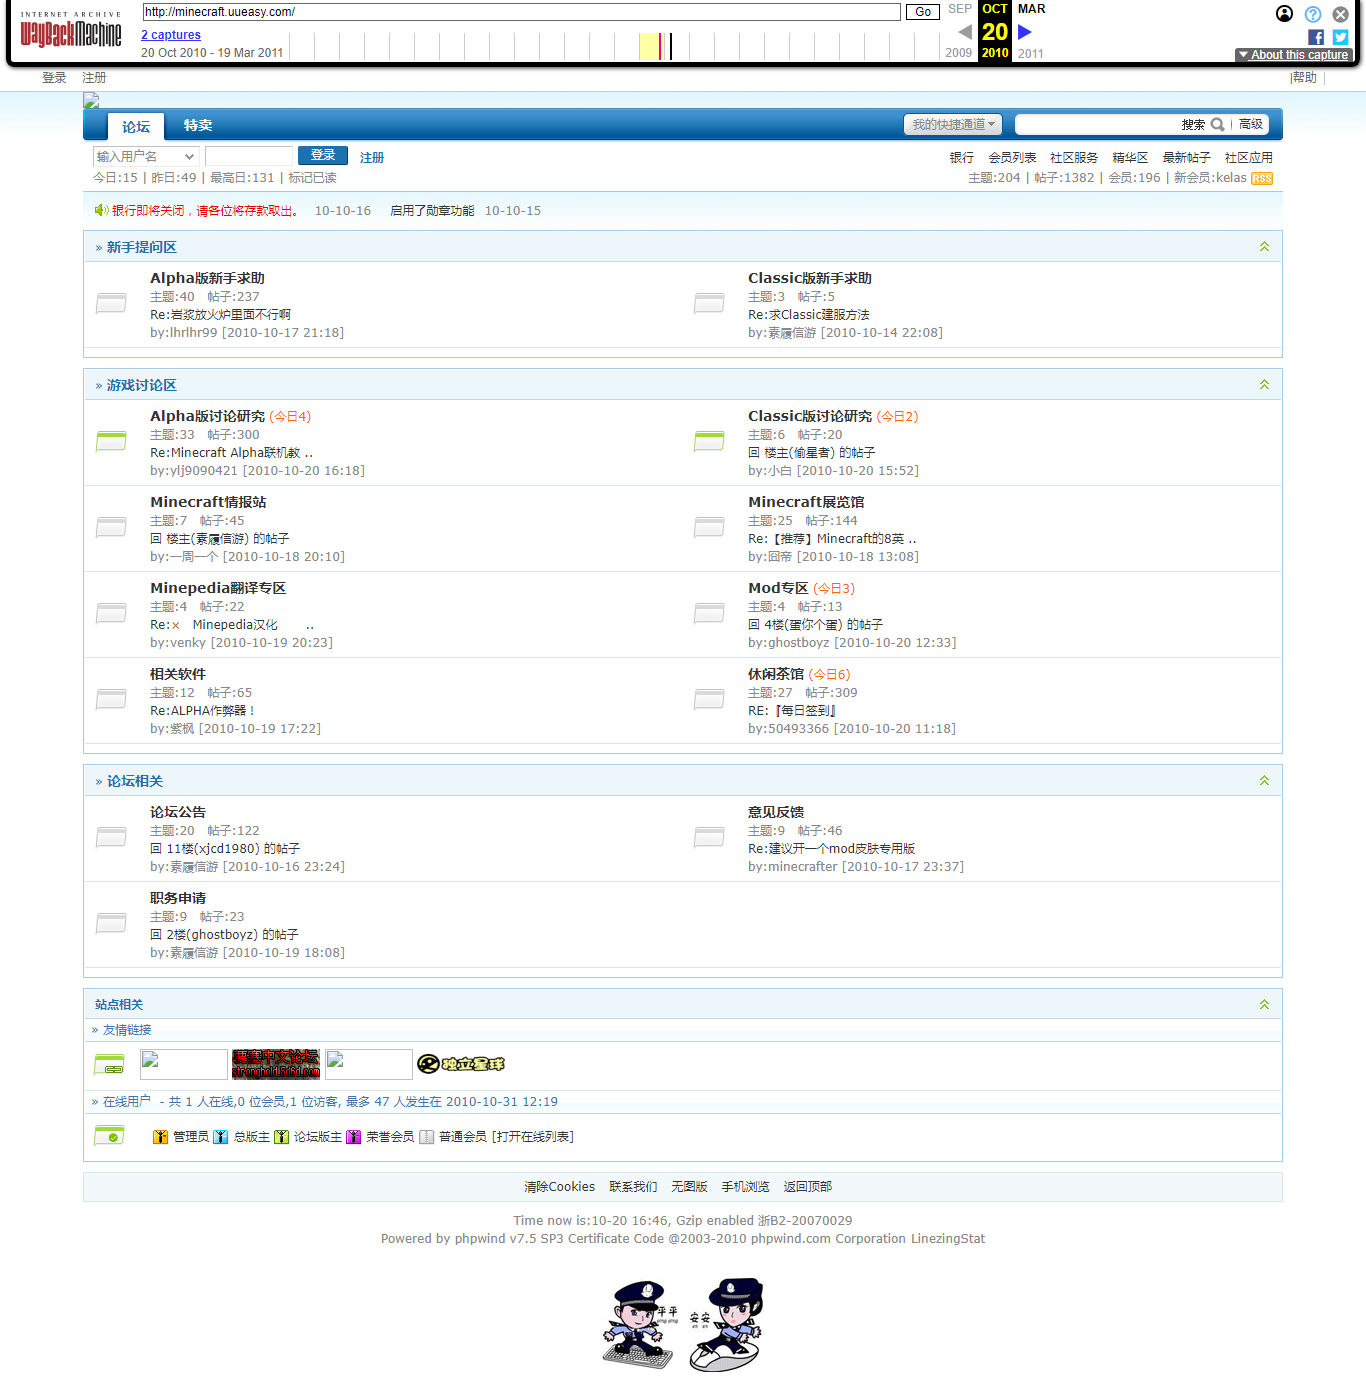 INTERNET ARCHIVE
WayBackMachine
http://minecraft.uueasy.com/
Go
SEP
OCT
MAR
2 captures
20
20 Oct 2010 - 19 Mar 2011
2009
2010
2011
About this capture
登录 注册
|帮助 |
论坛 特卖
我的快捷通道
搜索 | 高级
输入用户名
登录
注册
银行 会员列表 社区服务 精华区 最新帖子 社区应用
今日:15 | 昨日:49 | 最高日:131 | 标记已读
主题:204 | 帖子:1382 | 会员:196 | 新会员:kelas RSS
银行即将关闭，请各位将存款取出。 10-10-16 启用了勋章功能 10-10-15
» 新手提问区
Alpha版新手求助
主题:40 帖子:237
Re:岩浆放火炉里面不行啊
by:lhrlhr99 [2010-10-17 21:18]
Classic版新手求助
主题:3 帖子:5
Re:求Classic建服方法
by:素履信游 [2010-10-14 22:08]
» 游戏讨论区
Alpha版讨论研究 (今日4)
主题:33 帖子:300
Re:Minecraft Alpha联机教 ..
by:ylj9090421 [2010-10-20 16:18]
Classic版讨论研究 (今日2)
主题:6 帖子:20
回 楼主(偷星者) 的帖子
by:小白 [2010-10-20 15:52]
Minecraft情报站
主题:7 帖子:45
回 楼主(素履信游) 的帖子
by:一周一个 [2010-10-18 20:10]
Minecraft展览馆
主题:25 帖子:144
Re:【推荐】Minecraft的8英 ..
by:囧帝 [2010-10-18 13:08]
Minepedia翻译专区
主题:4 帖子:22
Re:× Minepedia汉化 ..
by:venky [2010-10-19 20:23]
Mod专区 (今日3)
主题:4 帖子:13
回 4楼(蛋你个蛋) 的帖子
by:ghostboyz [2010-10-20 12:33]
相关软件
主题:12 帖子:65
Re:ALPHA作弊器！
by:紫枫 [2010-10-19 17:22]
休闲茶馆 (今日6)
主题:27 帖子:309
RE:『每日签到』
by:50493366 [2010-10-20 11:18]
» 论坛相关
论坛公告
主题:20 帖子:122
回 11楼(xjcd1980) 的帖子
by:素履信游 [2010-10-16 23:24]
意见反馈
主题:9 帖子:46
Re:建议开一个mod皮肤专用版
by:minecrafter [2010-10-17 23:37]
职务申请
主题:9 帖子:23
回 2楼(ghostboyz) 的帖子
by:素履信游 [2010-10-19 18:08]
站点相关
» 友情链接
要塞中文论坛
stronghold.5d6d.com
独立星球
» 在线用户 - 共 1 人在线,0 位会员,1 位访客, 最多 47 人发生在 2010-10-31 12:19
管理员 总版主 论坛版主 荣誉会员 普通会员 [打开在线列表]
清除Cookies 联系我们 无图版 手机浏览 返回顶部
Time now is:10-20 16:46, Gzip enabled 浙B2-20070029
Powered by phpwind v7.5 SP3 Certificate Code @2003-2010 phpwind.com Corporation LinezingStat
平平
ping ping
安安
an an